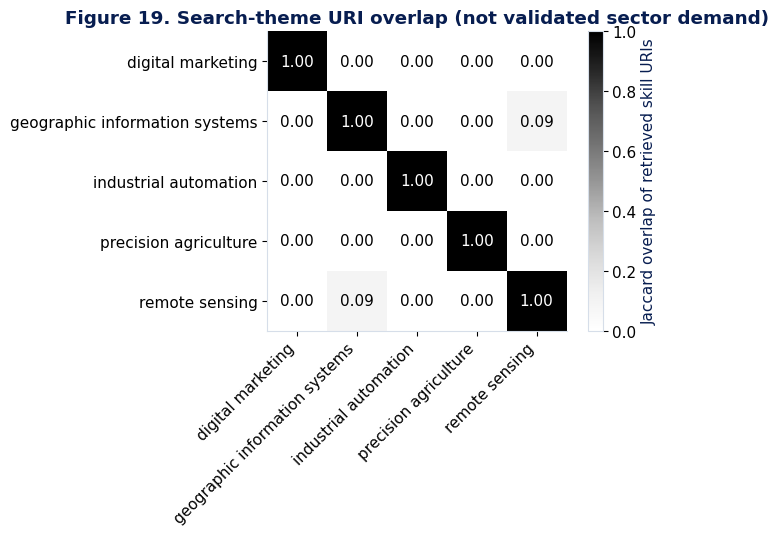 Figure 19. Search-theme URI overlap (not validated sector demand)
digital marketing 1.00 0.00 0.00 0.00 0.00
geographic information systems 0.00 1.00 0.00 0.00 0.09
industrial automation 0.00 0.00 1.00 0.00 0.00
precision agriculture 0.00 0.00 0.00 1.00 0.00
remote sensing 0.00 0.09 0.00 0.00 1.00
digital marketing
geographic information systems
industrial automation
precision agriculture
remote sensing
1.0
0.8
0.6
0.4
0.2
0.0
Jaccard overlap of retrieved skill URIs